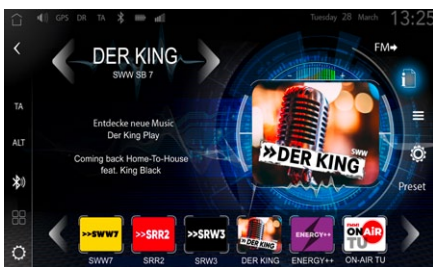 GPS DR TA Tuesday 28 March 13:25
DER KING
SWW SB 7
FM
TA
ALT
Entdecke neue Music
Der King Play
Coming back Home-To-House
feat. King Black
>>DER KING
SWW
Preset
>>SWW7 >>SRR2 >>SRW3 >>DER KING ENERGY++ ON AiR TU
SWW7 SRR2 SRW3 DER KING ENERGY++ ON-AIR TU